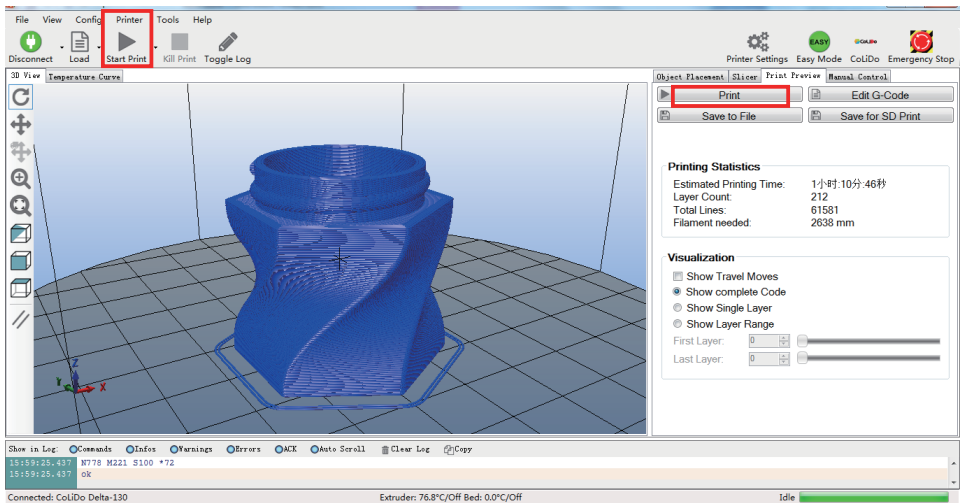 File View Config Printer Tools Help
Disconnect Load Start Print Kill Print Toggle Log Printer Settings Easy Mode CoLiDo Emergency Stop
EASY CoLiDo
3D View Temperature Curve Object Placement Slicer Print Preview Manual Control
Print Edit G-Code
Save to File Save for SD Print
Printing Statistics
Estimated Printing Time: 1小时:10分:46秒
Layer Count: 212
Total Lines: 61581
Filament needed: 2638 mm
Visualization
Show Travel Moves
Show complete Code
Show Single Layer
Show Layer Range
First Layer: 0
Last Layer: 0
Z
Y X
Show in Log: Commands Infos Warnings Errors ACK Auto Scroll Clear Log Copy
15:59:25.437 N778 M221 S100 *72
15:59:25.437 ok
Connected: CoLiDo Delta-130 Extruder: 76.8°C/Off Bed: 0.0°C/Off Idle